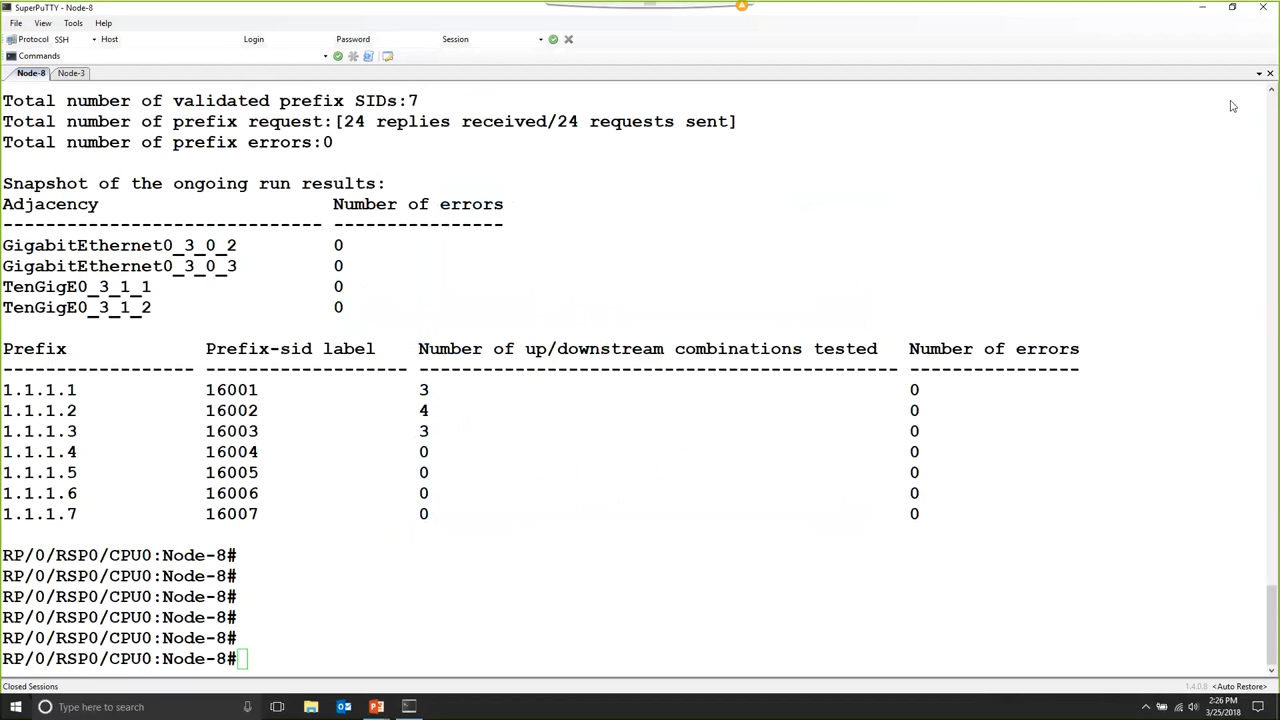 SuperPuTTY - Node-8
File View Tools Help
Protocol SSH Host Login Password Session
Commands
Node-8 Node-3
Total number of validated prefix SIDs:7
Total number of prefix request:[24 replies received/24 requests sent]
Total number of prefix errors:0
Snapshot of the ongoing run results:
Adjacency Number of errors
------------------------------ ----------------
GigabitEthernet0_3_0_2 0
GigabitEthernet0_3_0_3 0
TenGigE0_3_1_1 0
TenGigE0_3_1_2 0
Prefix Prefix-sid label Number of up/downstream combinations tested Number of errors
------------------ ------------------- --------------------------------------------- ----------------
1.1.1.1 16001 3 0
1.1.1.2 16002 4 0
1.1.1.3 16003 3 0
1.1.1.4 16004 0 0
1.1.1.5 16005 0 0
1.1.1.6 16006 0 0
1.1.1.7 16007 0 0
RP/0/RSP0/CPU0:Node-8#
RP/0/RSP0/CPU0:Node-8#
RP/0/RSP0/CPU0:Node-8#
RP/0/RSP0/CPU0:Node-8#
RP/0/RSP0/CPU0:Node-8#
RP/0/RSP0/CPU0:Node-8#
Closed Sessions 1.4.0.8 <Auto Restore>
Type here to search 2:26 PM
3/25/2018